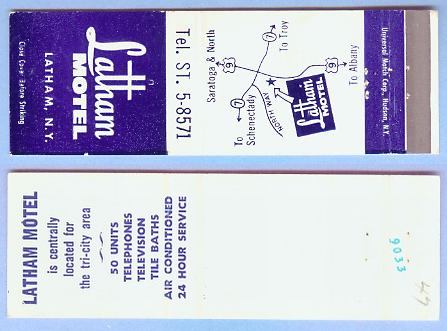 Latham
MOTEL
LATHAM, N.Y.
Close Cover Before Striking
Tel. ST. 5-8571
Saratoga & North
9
7
To Troy
To
Schenectady
7
NORTH WAY
9
To Albany
Latham
MOTEL
Universal Match Corp., Hudson, N.Y.
LATHAM MOTEL
is centrally
located for
the tri-city area
50 UNITS
TELEPHONES
TELEVISION
TILE BATHS
AIR CONDITIONED
24 HOUR SERVICE
9033
49